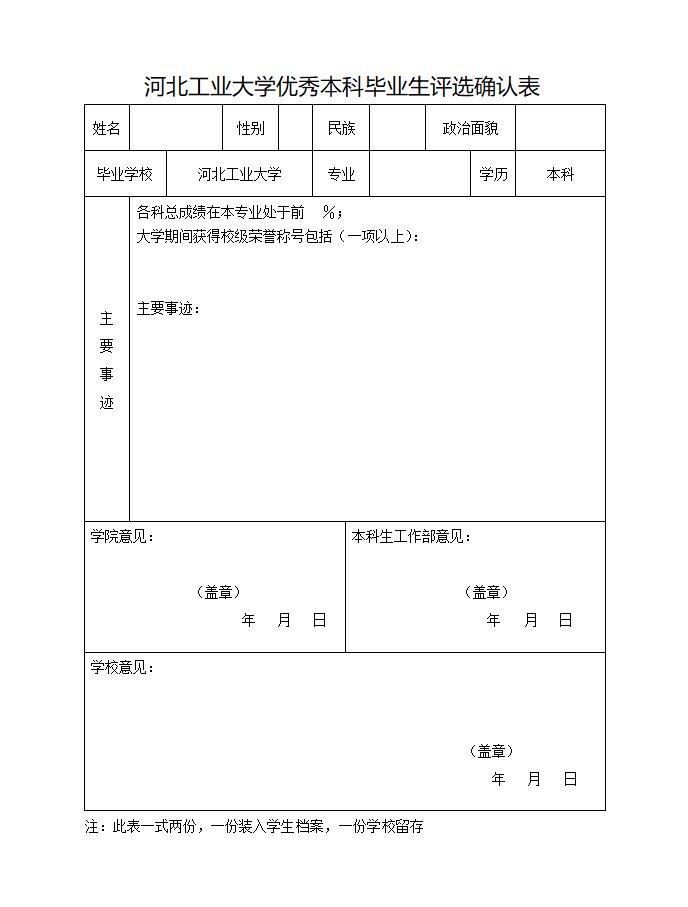 河北工业大学优秀本科毕业生评选确认表
姓名 性别 民族 政治面貌
毕业学校 河北工业大学 专业 学历 本科
各科总成绩在本专业处于前 %；
大学期间获得校级荣誉称号包括（一项以上）：
主要事迹：
主
要
事
迹
学院意见： 本科生工作部意见：
（盖章） （盖章）
年 月 日 年 月 日
学校意见：
（盖章）
年 月 日
注：此表一式两份，一份装入学生档案，一份学校留存